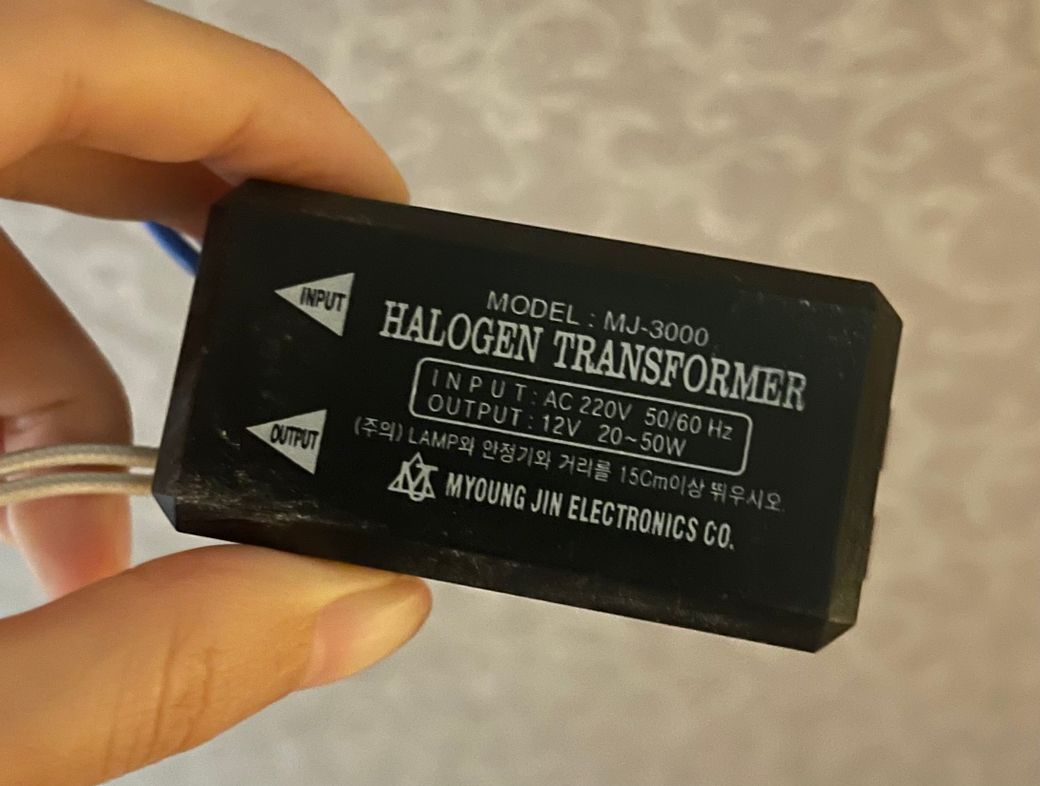 INPUT
MODEL : MJ-3000
HALOGEN TRANSFORMER
INPUT : AC 220V 50/60 Hz
OUTPUT : 12V 20~50W
OUTPUT
(주의) LAMP와 안정기와 거리를 15Cm이상 뛰우시오.
MYOUNG JIN ELECTRONICS CO.